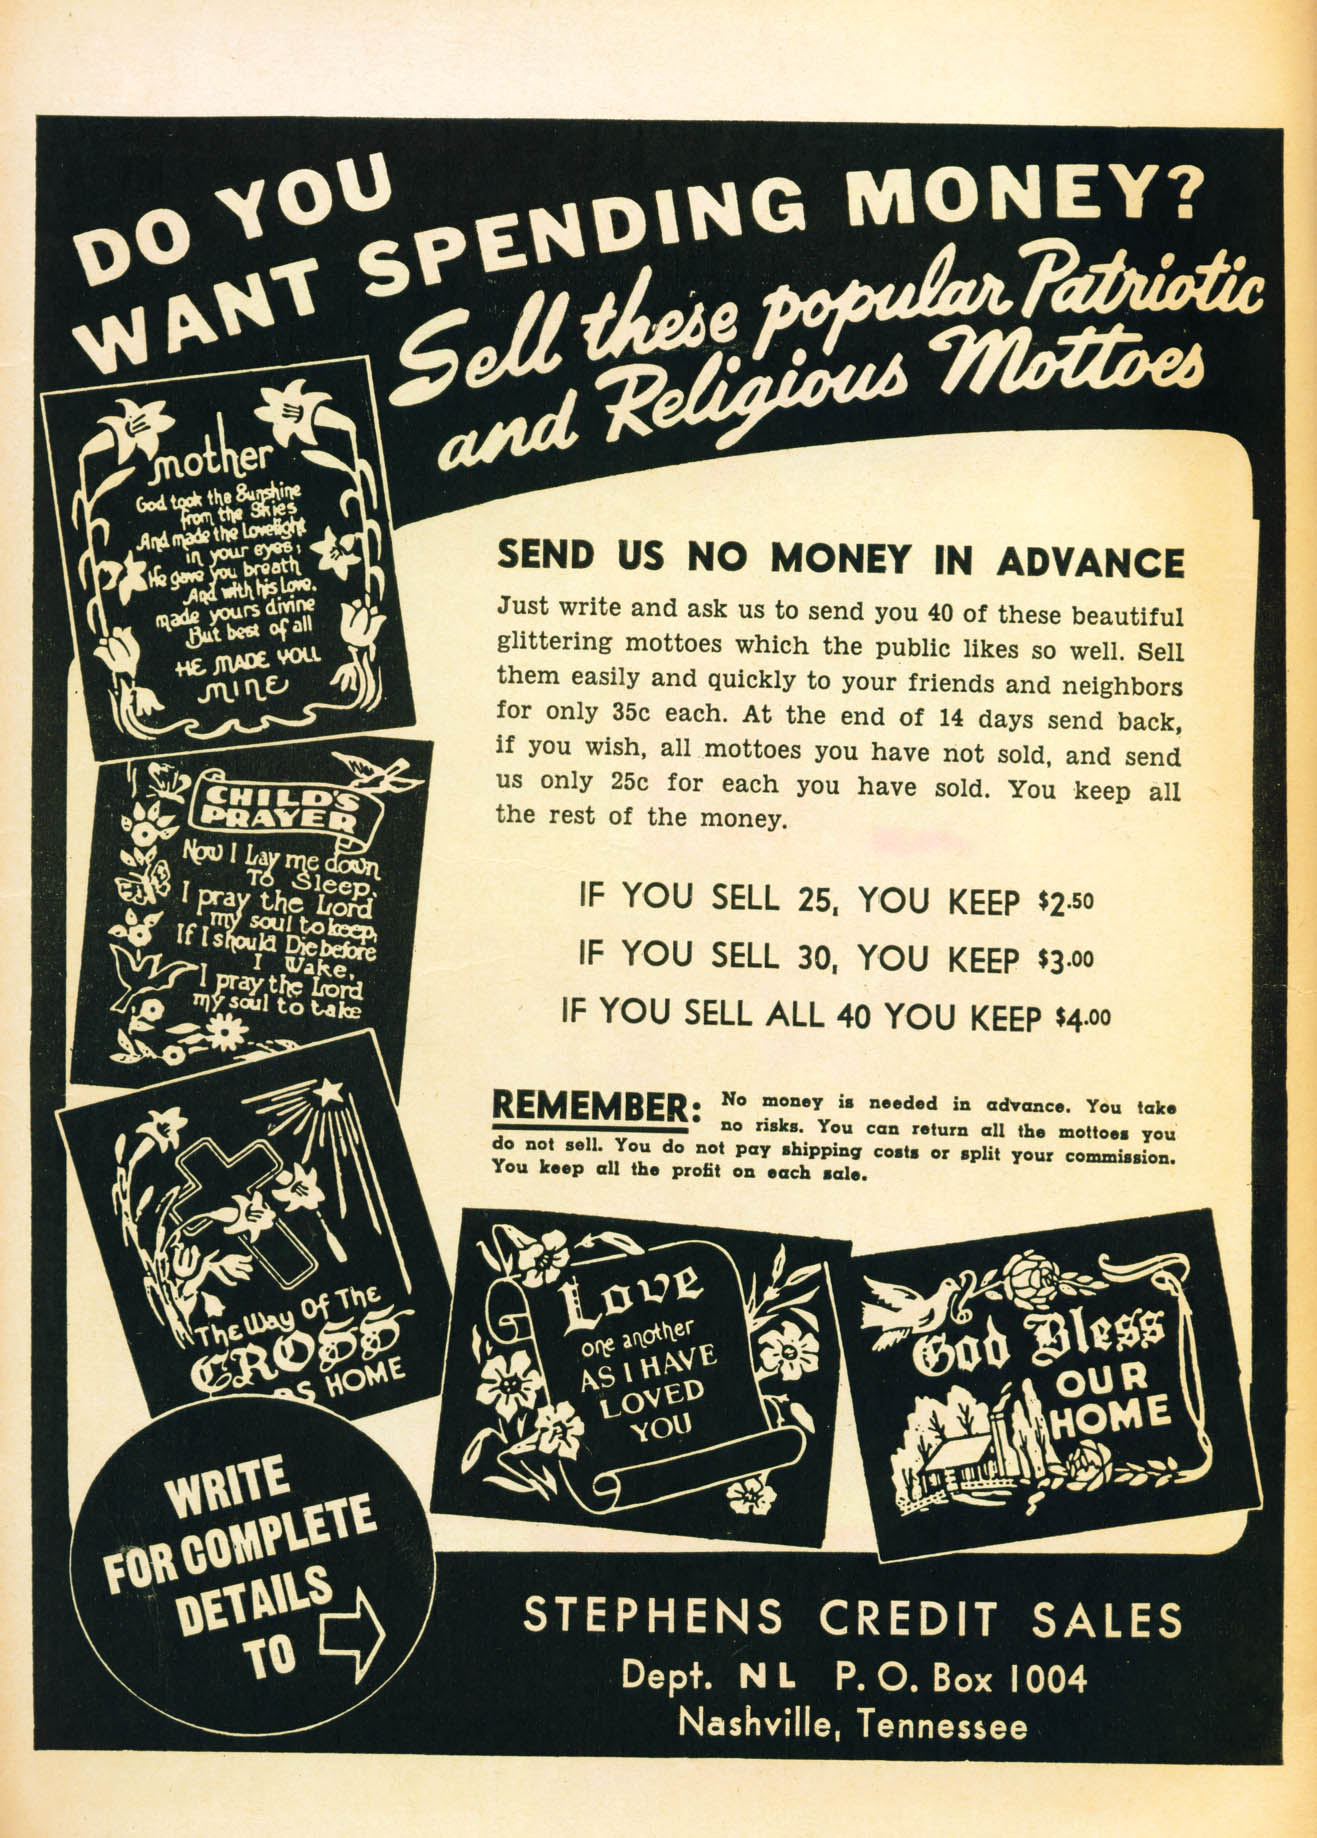 DO YOU
WANT SPENDING MONEY?
Sell these popular Patriotic
and Religious Mottoes
mother
God took the Sunshine
from the Skies
And made the Lovelight
in your eyes;
He gave you breath
And with his Love.
made yours divine
But best of all
HE MADE YOU
MINE
CHILD'S
PRAYER
Now I Lay me down
To Sleep.
I pray the Lord
my soul to keep,
If I should Die before
I Wake,
I pray the Lord
my soul to take
The Way Of The
CROSS
DS HOME
SEND US NO MONEY IN ADVANCE
Just write and ask us to send you 40 of these beautiful
glittering mottoes which the public likes so well. Sell
them easily and quickly to your friends and neighbors
for only 35c each. At the end of 14 days send back,
if you wish, all mottoes you have not sold, and send
us only 25c for each you have sold. You keep all
the rest of the money.
IF YOU SELL 25, YOU KEEP $2.50
IF YOU SELL 30, YOU KEEP $3.00
IF YOU SELL ALL 40 YOU KEEP $4.00
REMEMBER: No money is needed in advance. You take
no risks. You can return all the mottoes you
do not sell. You do not pay shipping costs or split your commission.
You keep all the profit on each sale.
Love
one another
AS I HAVE
LOVED
YOU
God Bless
OUR
HOME
WRITE
FOR COMPLETE
DETAILS
TO
STEPHENS CREDIT SALES
Dept. NL P. O. Box 1004
Nashville, Tennessee